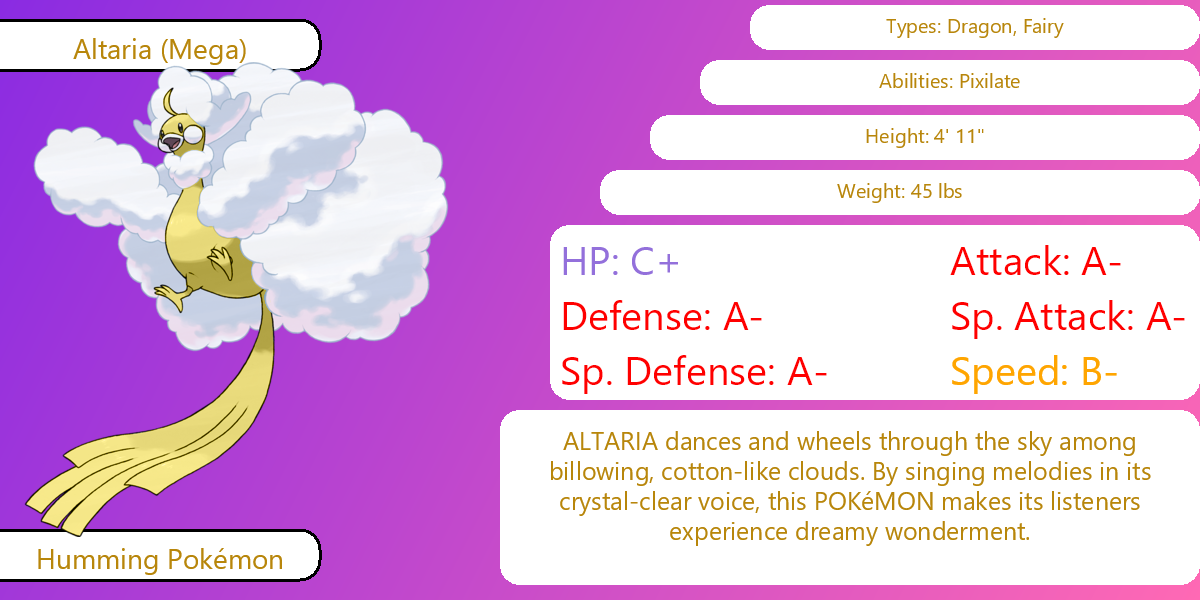 Altaria (Mega)
Types: Dragon, Fairy
Abilities: Pixilate
Height: 4' 11"
Weight: 45 lbs
HP: C+
Attack: A-
Defense: A-
Sp. Attack: A-
Sp. Defense: A-
Speed: B-
ALTARIA dances and wheels through the sky among
billowing, cotton-like clouds. By singing melodies in its
crystal-clear voice, this POKéMON makes its listeners
experience dreamy wonderment.
Humming Pokémon